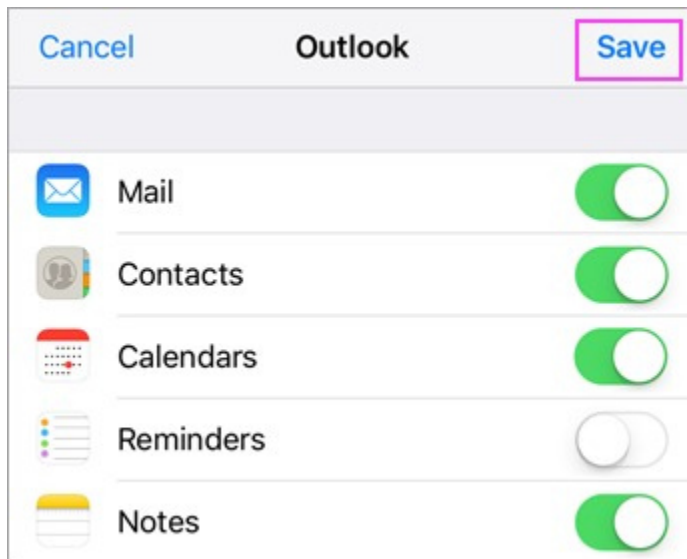 Cancel Outlook Save
Mail
Contacts
Calendars
Reminders
Notes